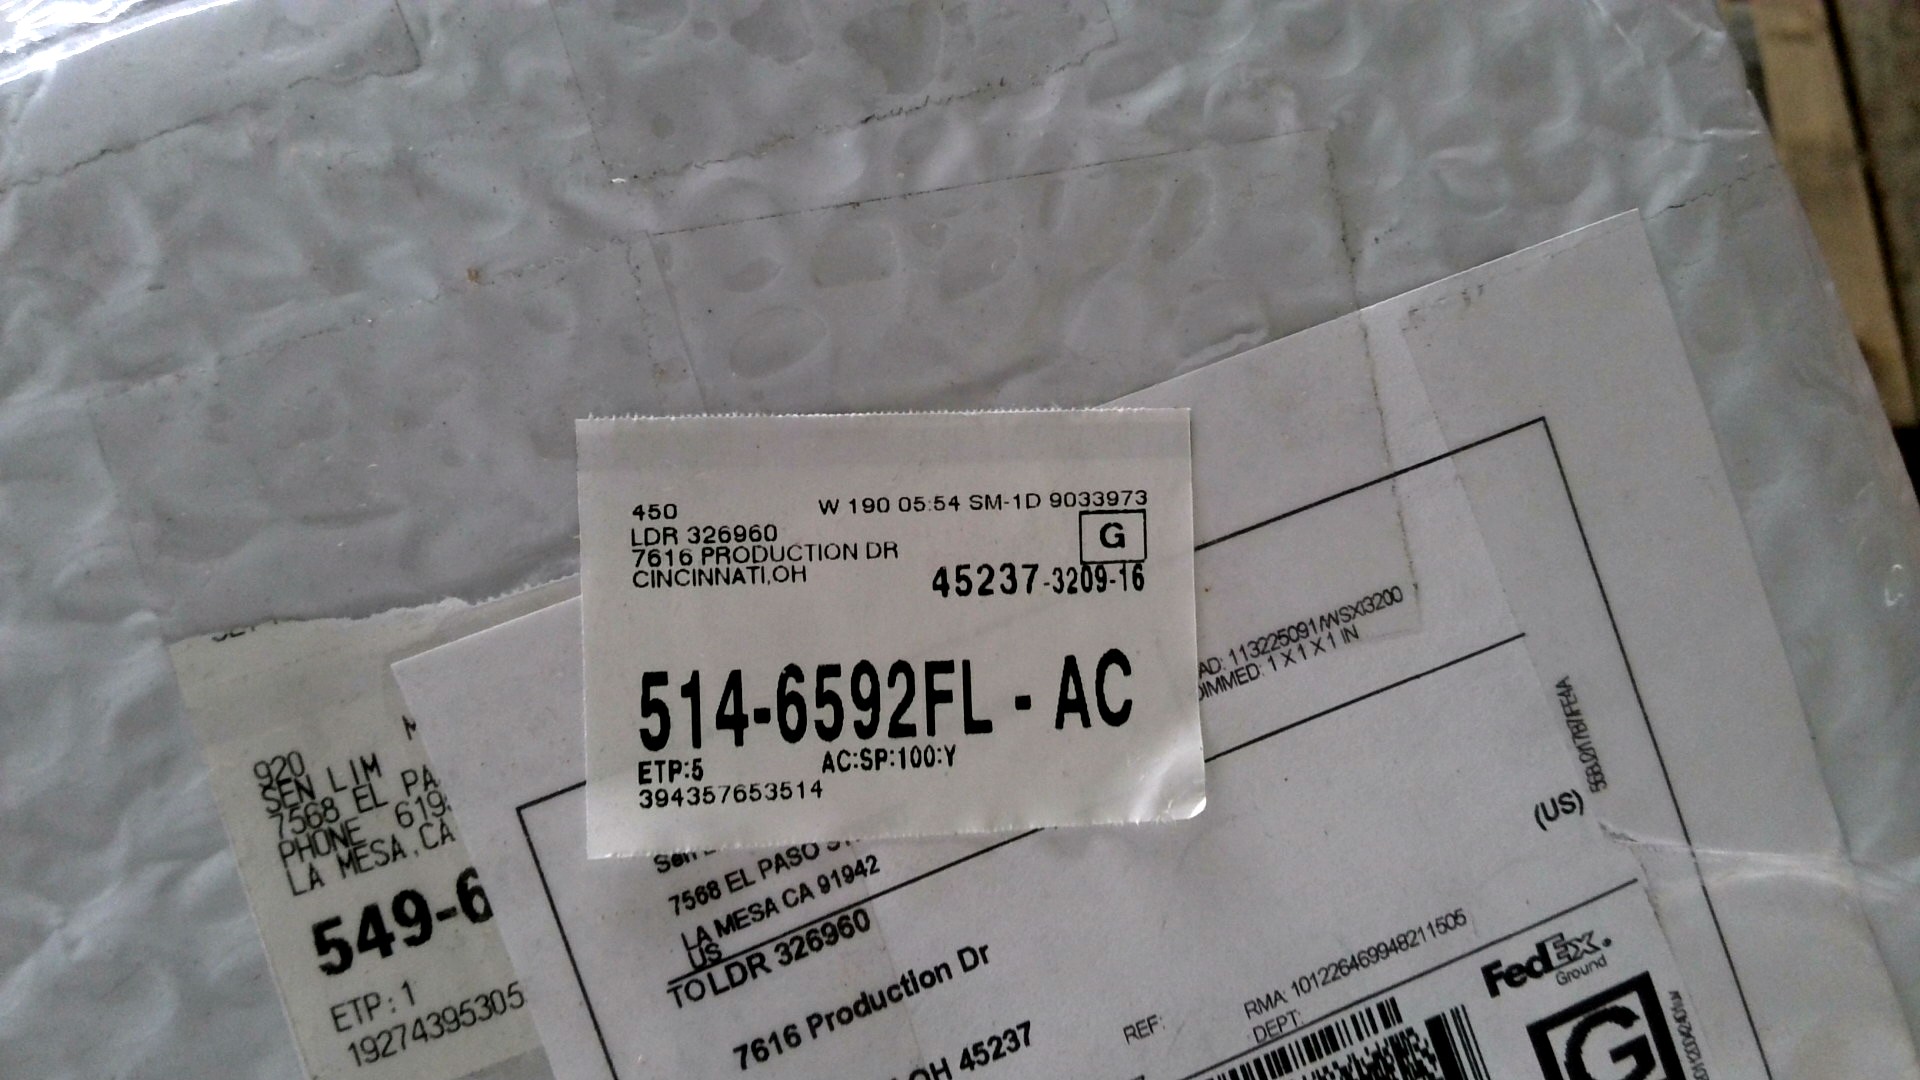 450 W 190 05:54 SM-1D 9033973
LDR 326960 G
7616 PRODUCTION DR
CINCINNATI,OH 45237-3209-16
514-6592FL - AC
ETP:5 AC:SP:100:Y
394357653514
920
SEN LIM
7568 EL PA
PHONE 619
LA MESA, CA
549-6
ETP: 1
19274395305
AD: 113225091/WSXI3200
DIMMED: 1 X 1 X 1 IN
(US)
7568 EL PASO
LA MESA CA 91942
US
TO LDR 326960
7616 Production Dr
OH 45237
REF:
RMA: 101226469948211505
DEPT:
FedEx
Ground
G